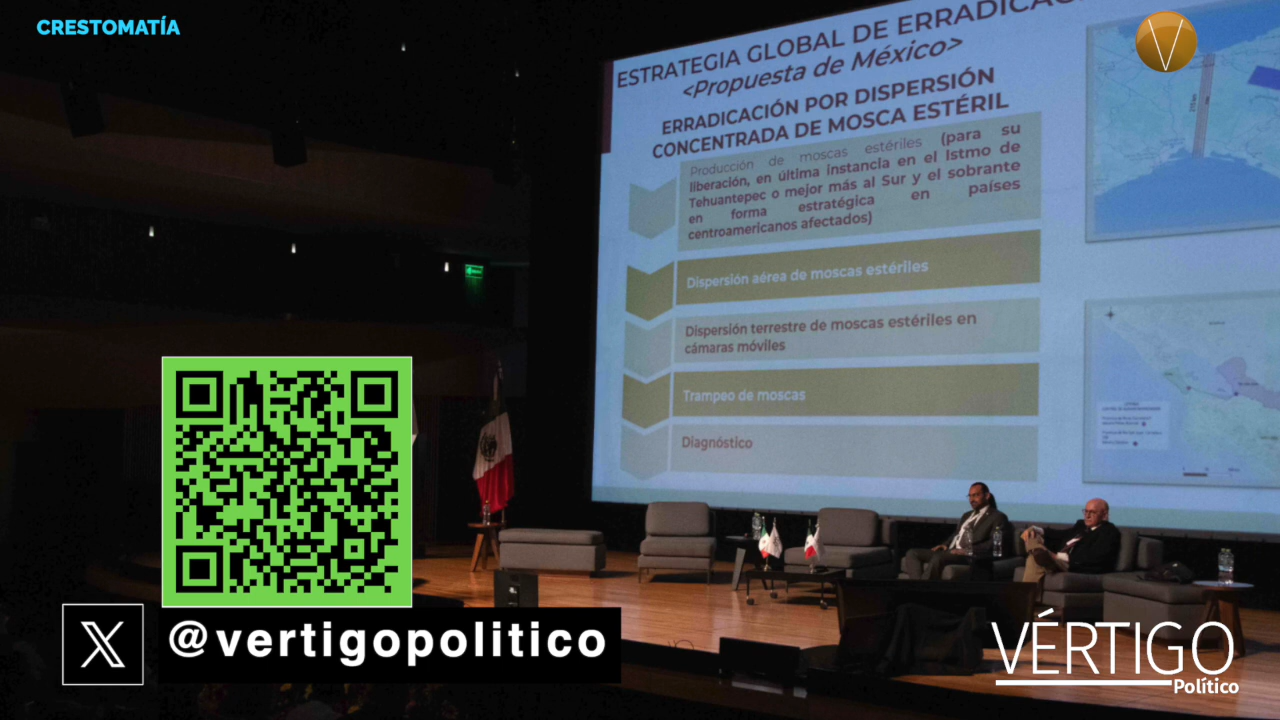 CRESTOMATÍA
V
ESTRATEGIA GLOBAL DE ERRADICAC
<Propuesta de México>
ERRADICACIÓN POR DISPERSIÓN
CONCENTRADA DE MOSCA ESTÉRIL
Producción de moscas estériles (para su
liberación, en última instancia en el Istmo de
Tehuantepec o mejor más al Sur y el sobrante
en forma estratégica en países
centroamericanos afectados)
Dispersión aérea de moscas estériles
Dispersión terrestre de moscas estériles en
cámaras móviles
Trampeo de moscas
Diagnóstico
X
@vertigopolitico
VÉRTIGO
Político